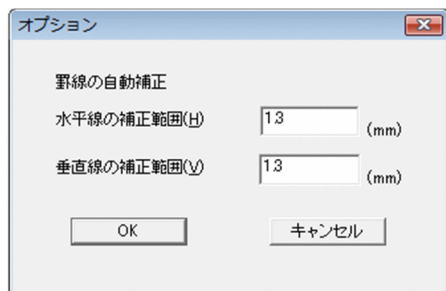 オプション
罫線の自動補正
水平線の補正範囲(H) 1.3 (mm)
垂直線の補正範囲(V) 1.3 (mm)
OK キャンセル